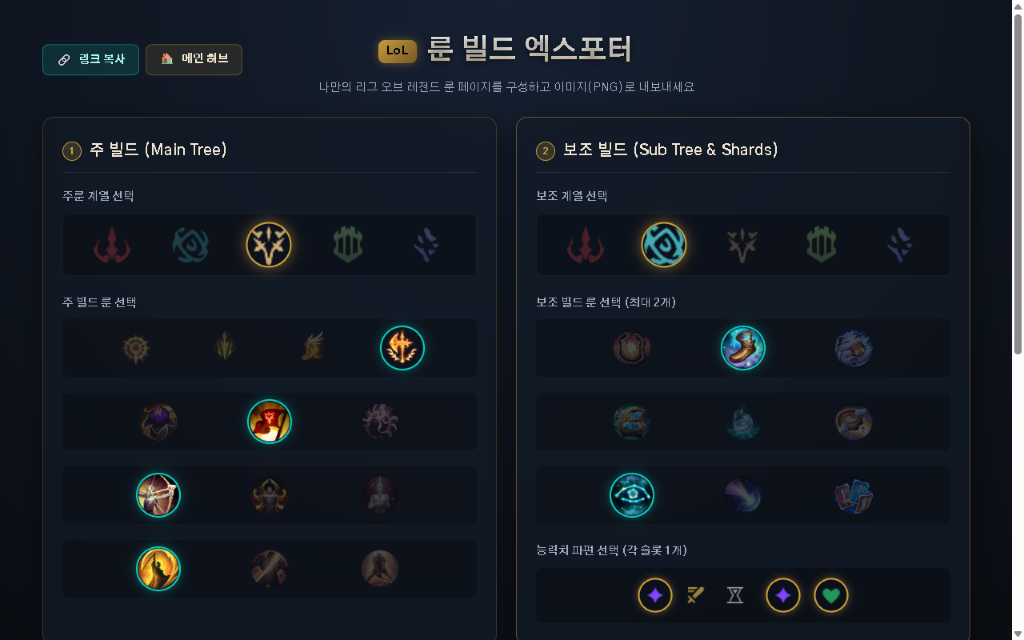 링크 복사
메인 허브
LoL 룬 빌드 엑스포터
나만의 리그 오브 레전드 룬 페이지를 구성하고 이미지(PNG)로 내보내세요
1 주 빌드 (Main Tree)
주룬 계열 선택
주 빌드 룬 선택
2 보조 빌드 (Sub Tree & Shards)
보조 계열 선택
보조 빌드 룬 선택 (최대 2개)
능력치 파편 선택 (각 슬롯 1개)